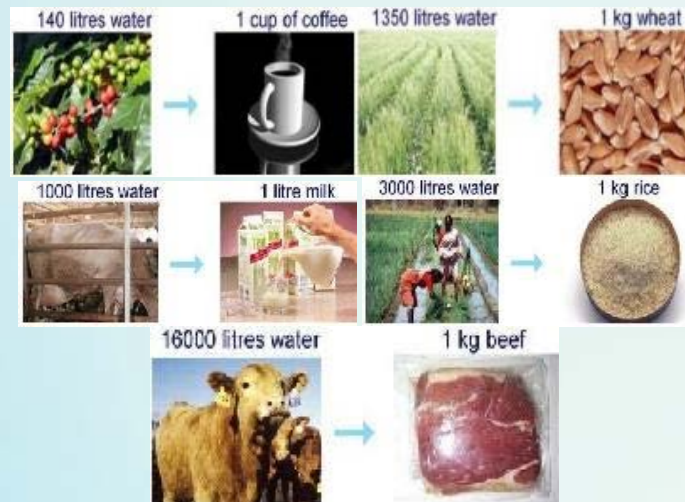 140 litres water
1 cup of coffee
1350 litres water
1 kg wheat
1000 litres water
1 litre milk
3000 litres water
1 kg rice
16000 litres water
1 kg beef